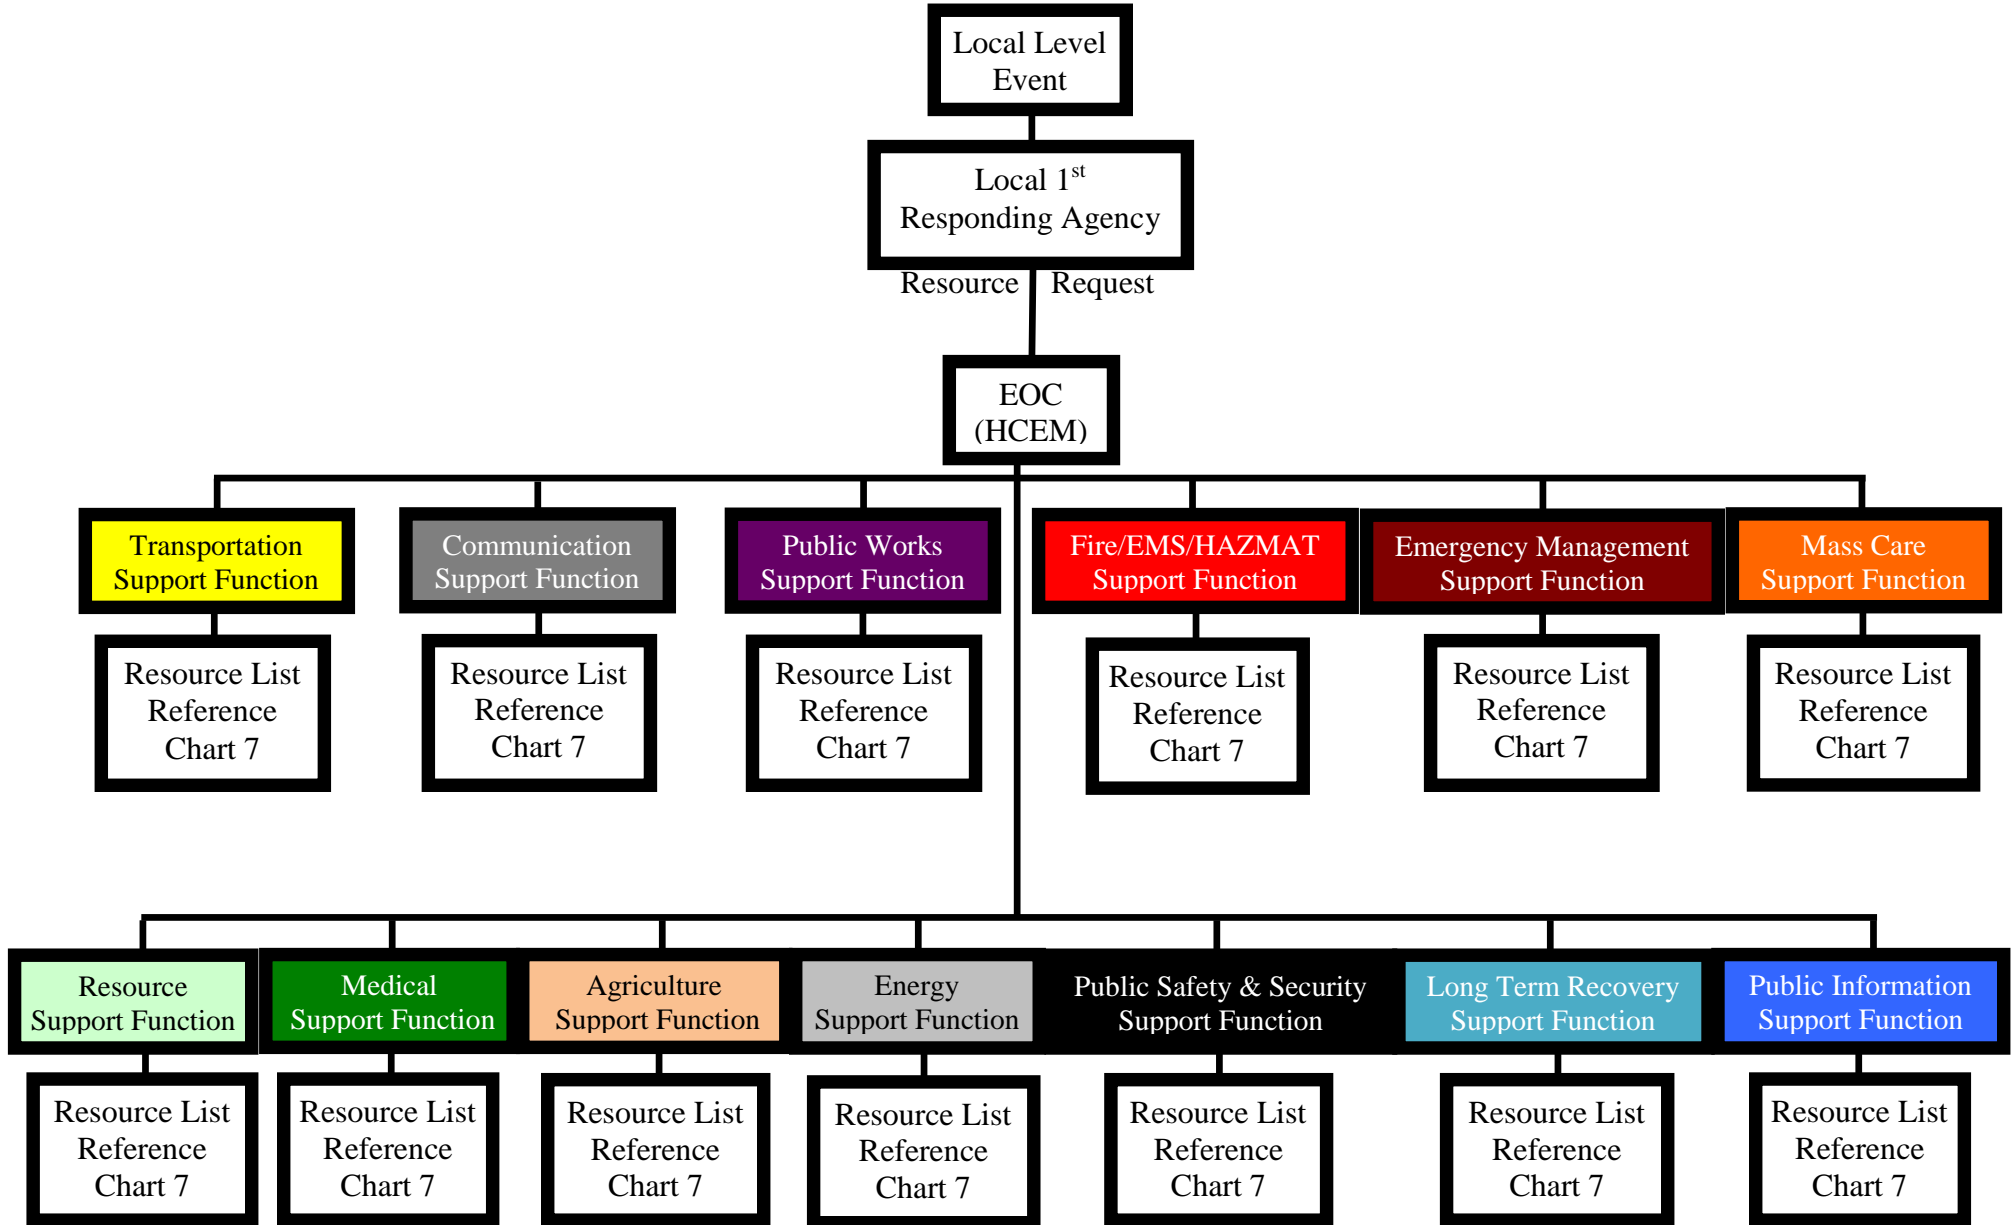 Local Level
Event
Local 1st
Responding Agency
Resource Request
EOC
(HCEM)
Transportation
Support Function
Communication
Support Function
Public Works
Support Function
Fire/EMS/HAZMAT
Support Function
Emergency Management
Support Function
Mass Care
Support Function
Resource List
Reference
Chart 7
Resource List
Reference
Chart 7
Resource List
Reference
Chart 7
Resource List
Reference
Chart 7
Resource List
Reference
Chart 7
Resource List
Reference
Chart 7
Resource
Support Function
Medical
Support Function
Agriculture
Support Function
Energy
Support Function
Public Safety & Security
Support Function
Long Term Recovery
Support Function
Public Information
Support Function
Resource List
Reference
Chart 7
Resource List
Reference
Chart 7
Resource List
Reference
Chart 7
Resource List
Reference
Chart 7
Resource List
Reference
Chart 7
Resource List
Reference
Chart 7
Resource List
Reference
Chart 7